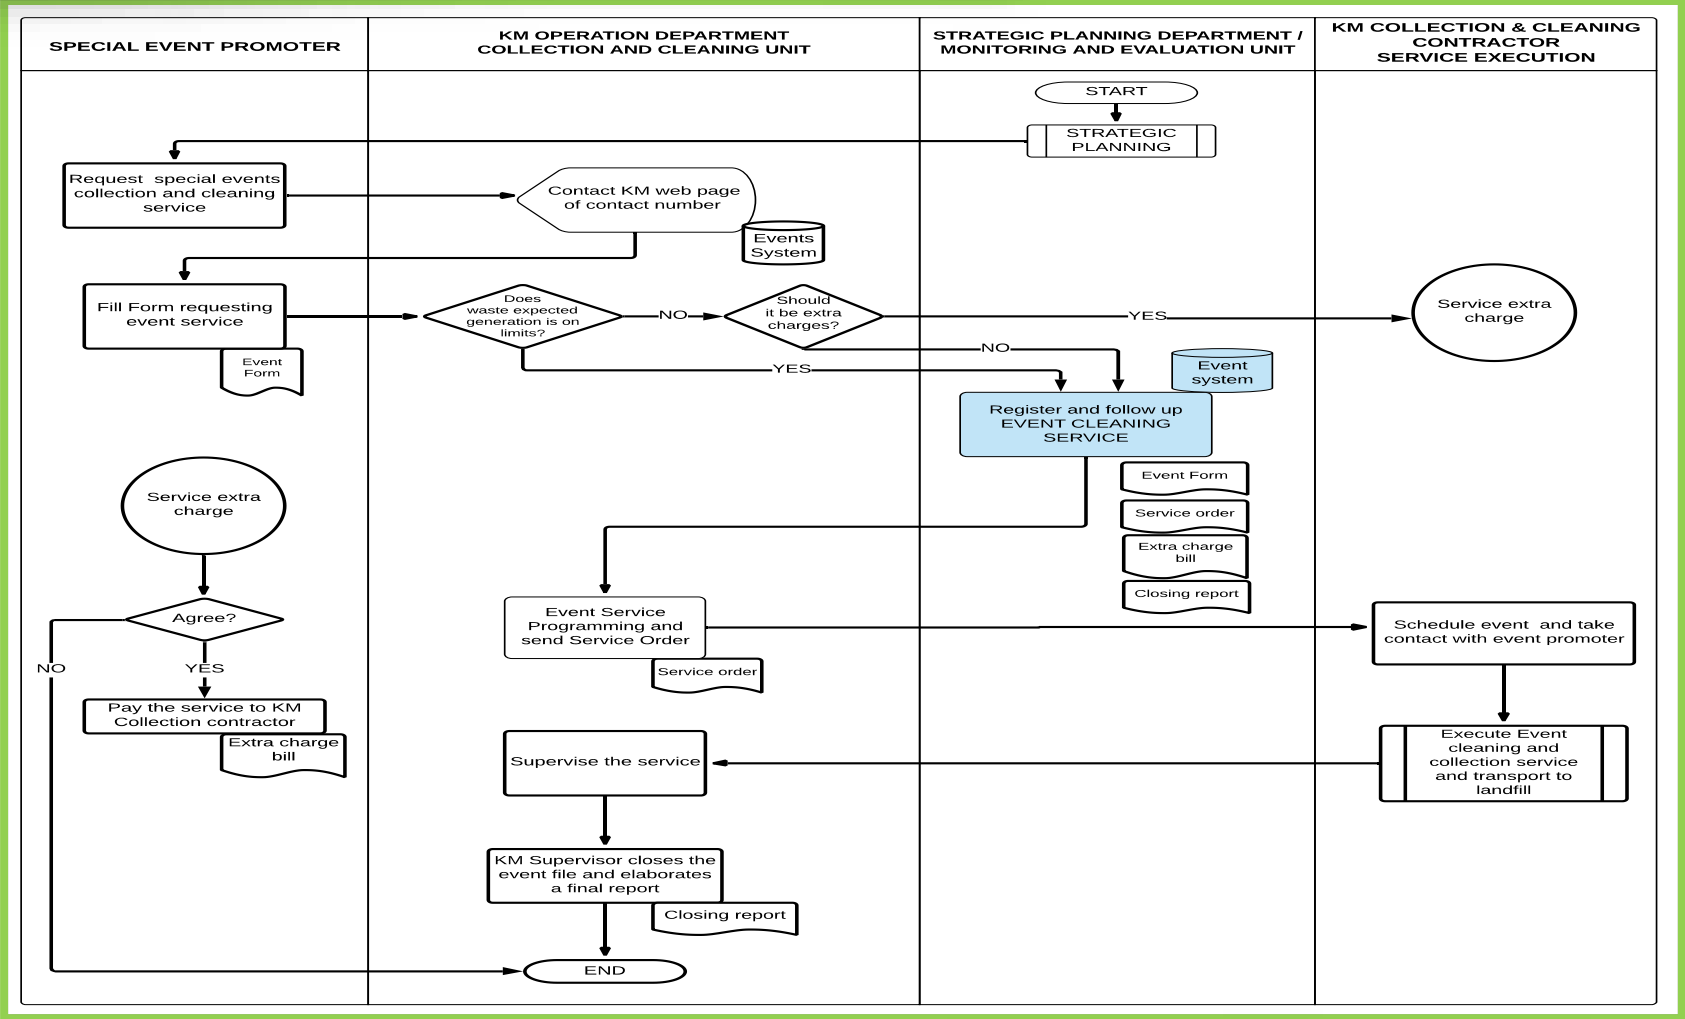 SPECIAL EVENT PROMOTER
KM OPERATION DEPARTMENT
COLLECTION AND CLEANING UNIT
STRATEGIC PLANNING DEPARTMENT /
MONITORING AND EVALUATION UNIT
KM COLLECTION & CLEANING
CONTRACTOR
SERVICE EXECUTION
START
STRATEGIC
PLANNING
Request  special events
collection and cleaning
service
Contact KM web page
of contact number
Events
System
Fill Form requesting
event service
Event
Form
Does
waste expected
generation is on
limits?
NO
Should
it be extra
charges?
YES
Service extra
charge
NO
YES
Event
system
Register and follow up
EVENT CLEANING
SERVICE
Event Form
Service order
Extra charge
bill
Closing report
Service extra
charge
Agree?
NO
YES
Pay the service to KM
Collection contractor
Extra charge
bill
Event Service
Programming and
send Service Order
Service order
Schedule event  and take
contact with event promoter
Execute Event
cleaning and
collection service
and transport to
landfill
Supervise the service
KM Supervisor closes the
event file and elaborates
a final report
Closing report
END